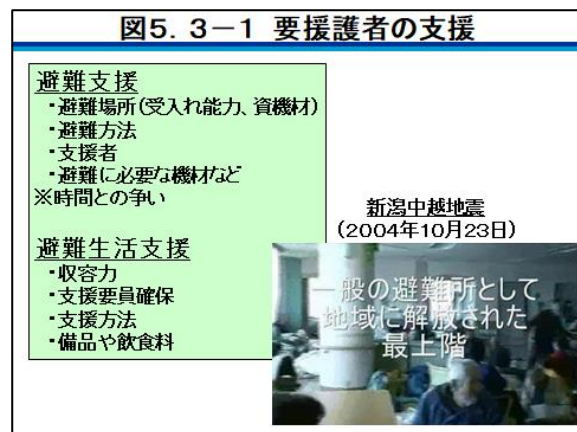 図5.3－1 要援護者の支援
避難支援
・避難場所(受入れ能力、資機材)
・避難方法
・支援者
・避難に必要な機材など
※時間との争い
避難生活支援
・収容力
・支援要員確保
・支援方法
・備品や飲食料
新潟中越地震
(2004年10月23日)
一般の避難所として
地域に解放された
最上階